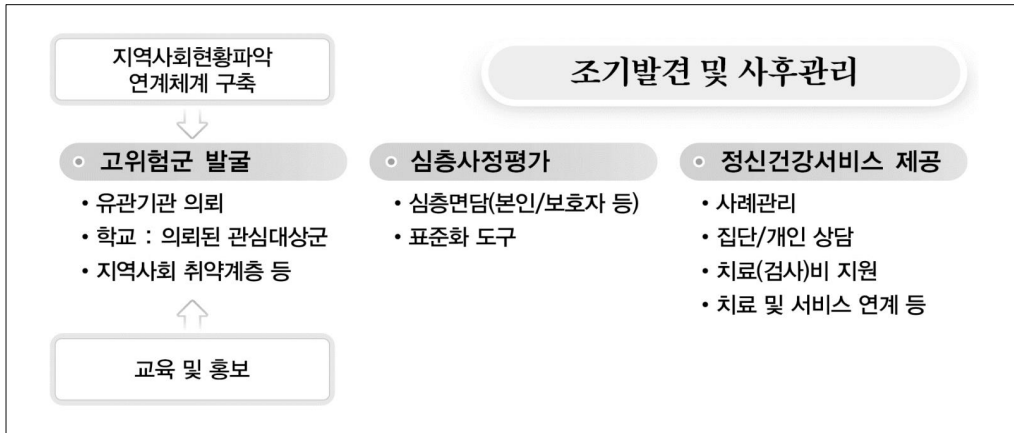 지역사회현황파악
연계체계 구축
조기발견 및 사후관리
고위험군 발굴
• 유관기관 의뢰
• 학교 : 의뢰된 관심대상군
• 지역사회 취약계층 등
교육 및 홍보
심층사정평가
• 심층면담(본인/보호자 등)
• 표준화 도구
정신건강서비스 제공
• 사례관리
• 집단/개인 상담
• 치료(검사)비 지원
• 치료 및 서비스 연계 등